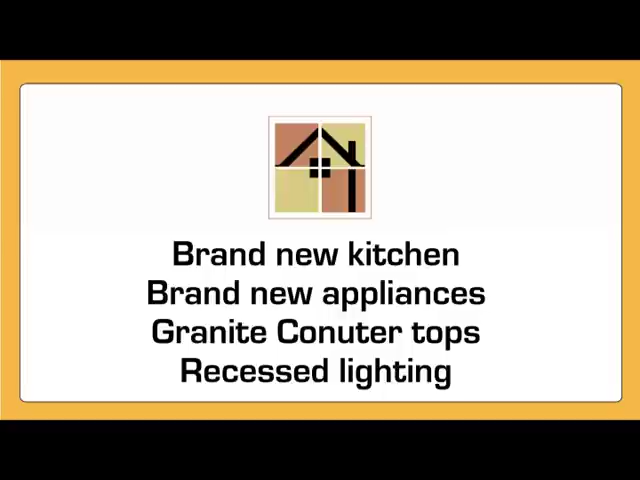 Brand new kitchen
Brand new appliances
Granite Conuter tops
Recessed lighting